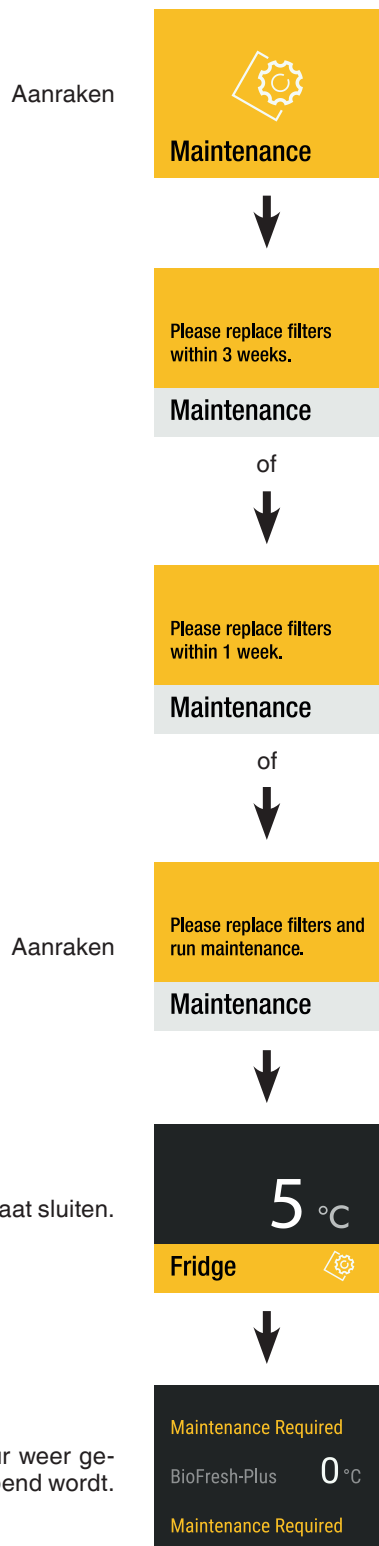 Aanraken
Maintenance
Please replace filters
within 3 weeks.
Maintenance
of
Please replace filters
within 1 week.
Maintenance
of
Aanraken
Please replace filters and
run maintenance.
Maintenance
5 °C
aat sluiten.
Fridge
Maintenance Required
ur weer ge-
BioFresh-Plus 0 °C
pend wordt.
Maintenance Required